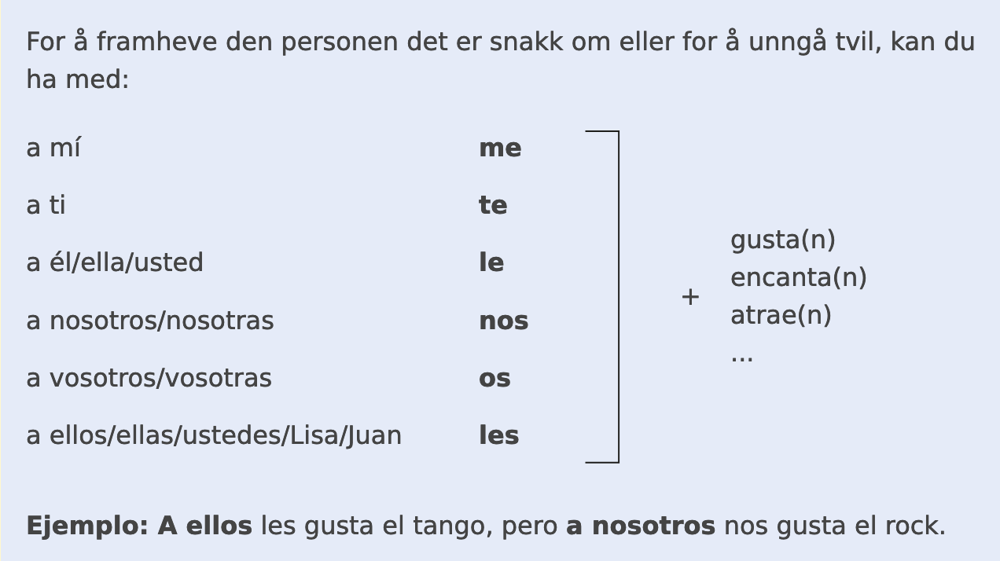 For å framheve den personen det er snakk om eller for å unngå tvil, kan du
ha med:
a mí me
a ti te
a él/ella/usted le
a nosotros/nosotras nos
a vosotros/vosotras os
a ellos/ellas/ustedes/Lisa/Juan les
+
gusta(n)
encanta(n)
atrae(n)
...
Ejemplo: A ellos les gusta el tango, pero a nosotros nos gusta el rock.